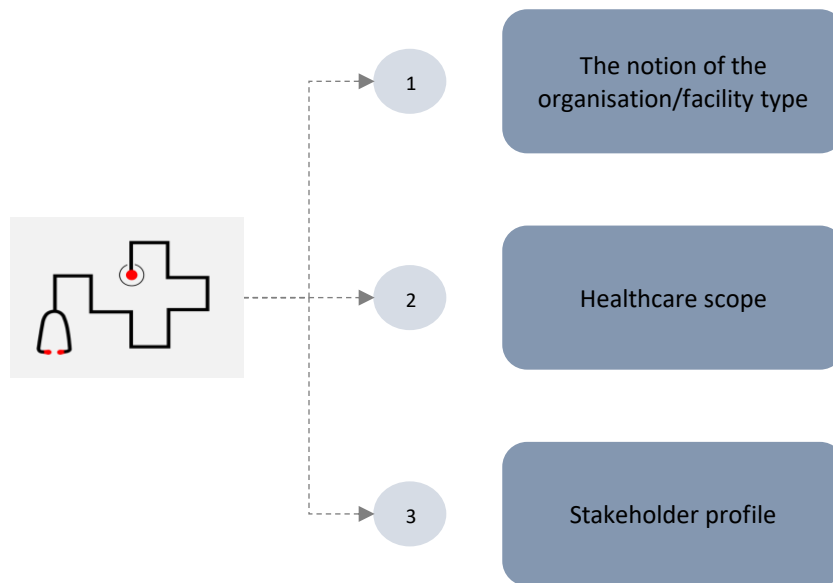 1
The notion of the
organisation/facility type
2
Healthcare scope
3
Stakeholder profile